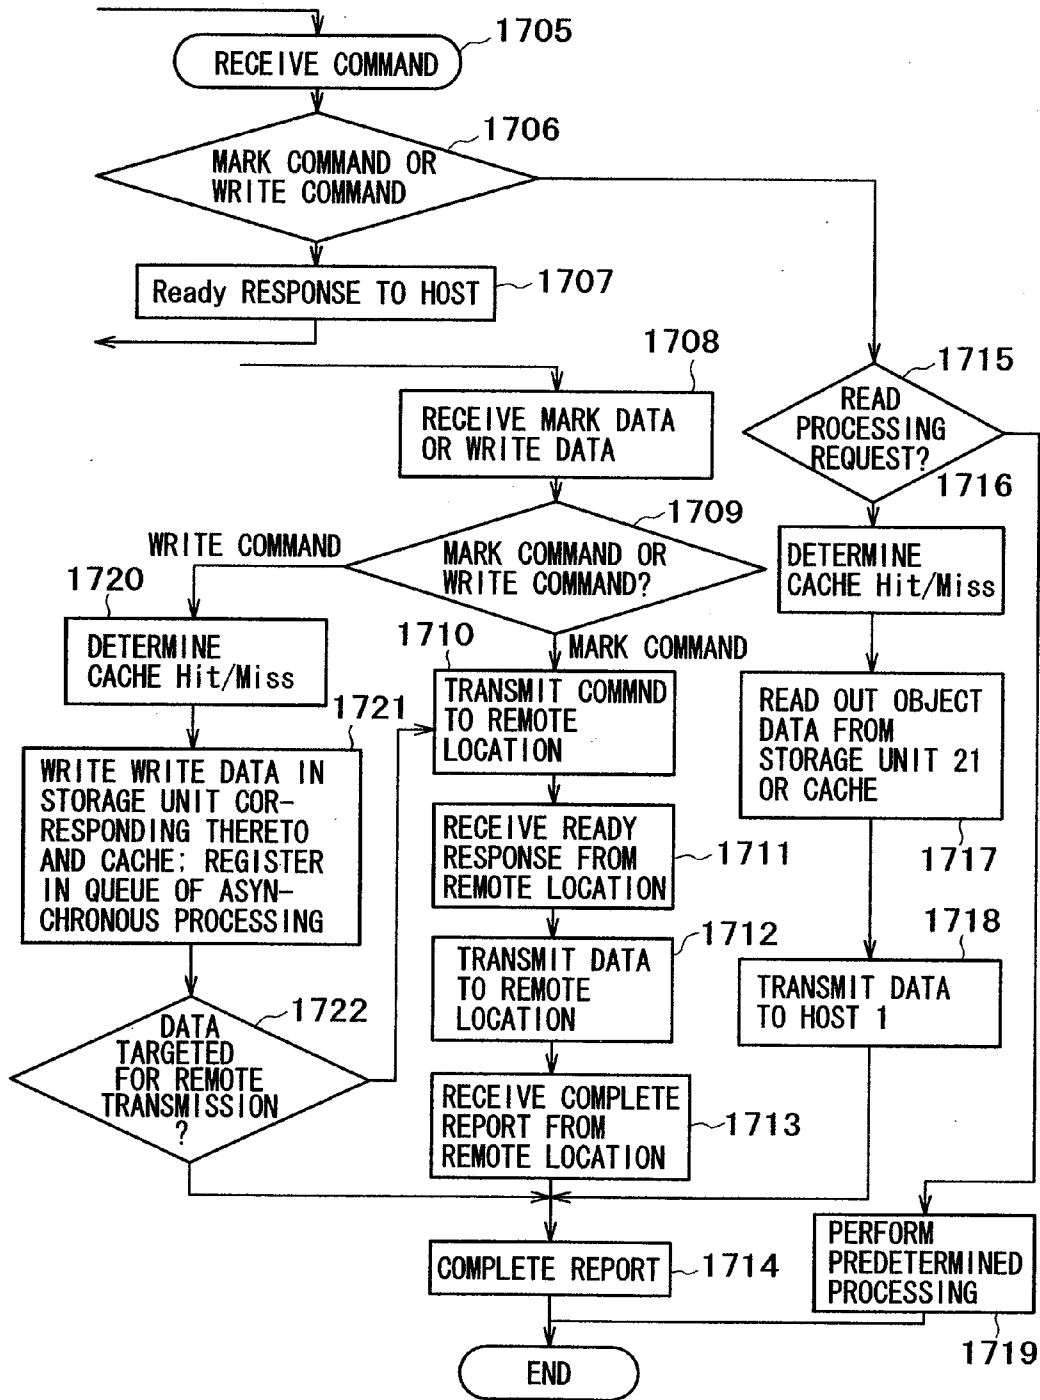 1705
RECEIVE COMMAND
1706
MARK COMMAND OR
WRITE COMMAND
Ready RESPONSE TO HOST
1707
1708
RECEIVE MARK DATA
OR WRITE DATA
1715
READ
PROCESSING
REQUEST?
1716
1709
MARK COMMAND OR
WRITE COMMAND?
WRITE COMMAND
MARK COMMAND
DETERMINE
CACHE Hit/Miss
1720
DETERMINE
CACHE Hit/Miss
1710
TRANSMIT COMMND
TO REMOTE
LOCATION
READ OUT OBJECT
DATA FROM
STORAGE UNIT 21
OR CACHE
1717
1721
WRITE WRITE DATA IN
STORAGE UNIT COR-
RESPONDING THERETO
AND CACHE; REGISTER
IN QUEUE OF ASYN-
CHRONOUS PROCESSING
RECEIVE READY
RESPONSE FROM
REMOTE LOCATION
1711
1712
TRANSMIT DATA
TO REMOTE
LOCATION
1718
TRANSMIT DATA
TO HOST 1
1722
DATA
TARGETED
FOR REMOTE
TRANSMISSION
?
RECEIVE COMPLETE
REPORT FROM
REMOTE LOCATION
1713
COMPLETE REPORT
1714
PERFORM
PREDETERMINED
PROCESSING
1719
END